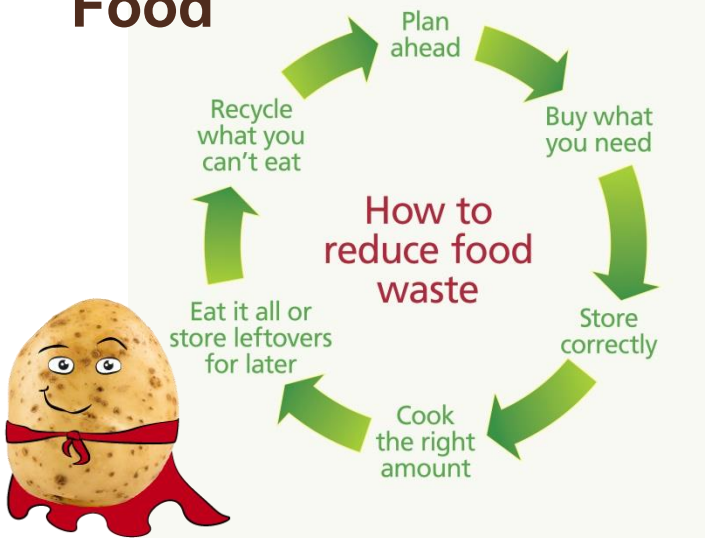 Food
Plan
ahead
Buy what
you need
Store
correctly
Cook
the right
amount
Eat it all or
store leftovers
for later
Recycle
what you
can't eat
How to
reduce food
waste